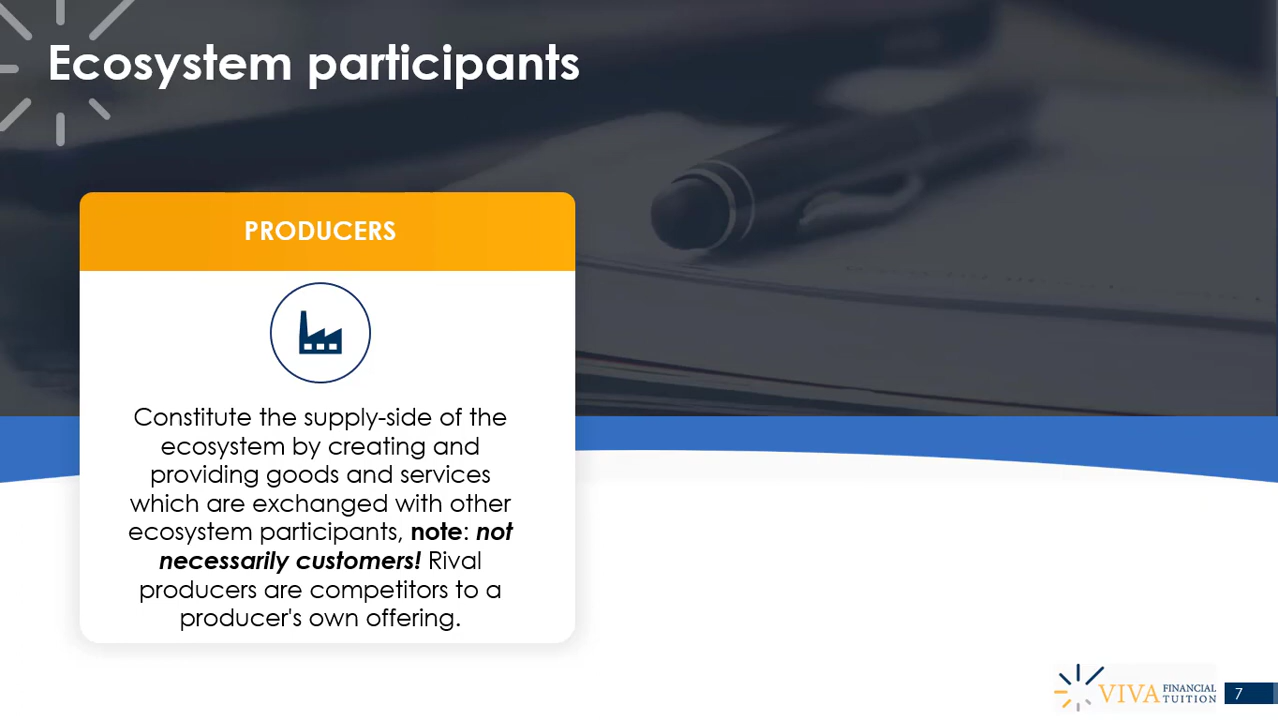 Ecosystem participants
PRODUCERS
Constitute the supply-side of the
ecosystem by creating and
providing goods and services
which are exchanged with other
ecosystem participants, note: not
necessarily customers! Rival
producers are competitors to a
producer's own offering.
VIVA FINANCIAL
TUITION
7